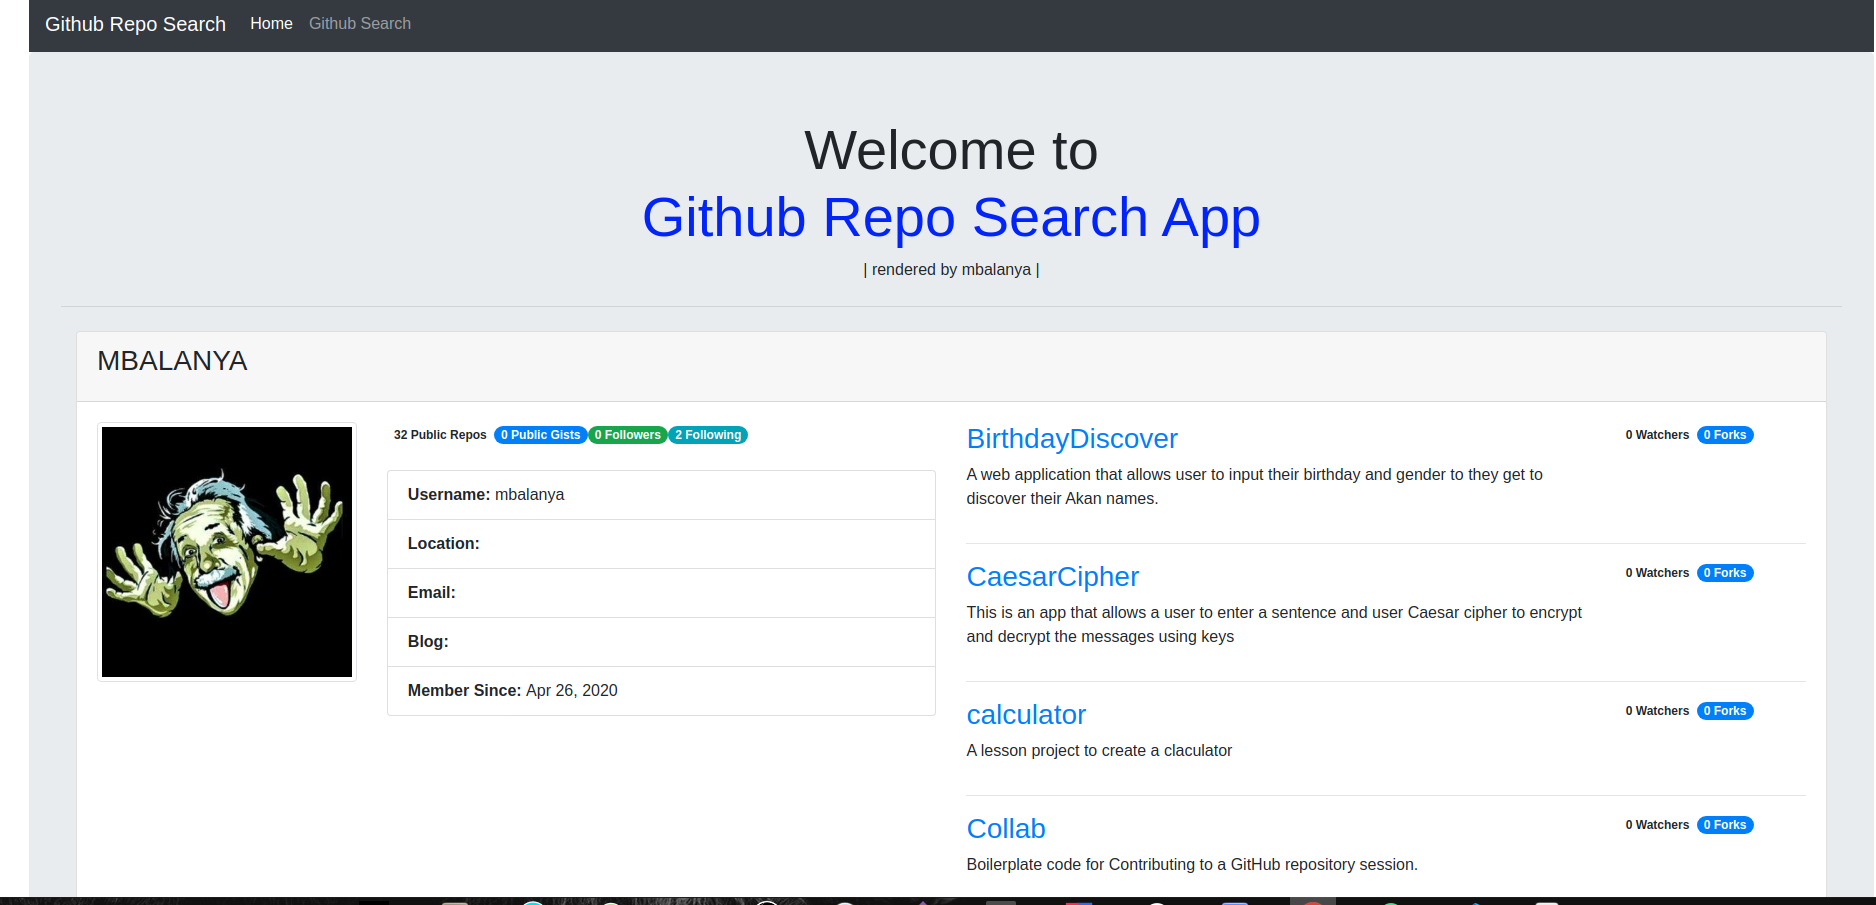 Github Repo Search Home Github Search
Welcome to
Github Repo Search App
| rendered by mbalanya |
MBALANYA
32 Public Repos 0 Public Gists 0 Followers 2 Following
Username: mbalanya
Location:
Email:
Blog:
Member Since: Apr 26, 2020
BirthdayDiscover
0 Watchers 0 Forks
A web application that allows user to input their birthday and gender to they get to
discover their Akan names.
CaesarCipher
0 Watchers 0 Forks
This is an app that allows a user to enter a sentence and user Caesar cipher to encrypt
and decrypt the messages using keys
calculator
0 Watchers 0 Forks
A lesson project to create a claculator
Collab
0 Watchers 0 Forks
Boilerplate code for Contributing to a GitHub repository session.